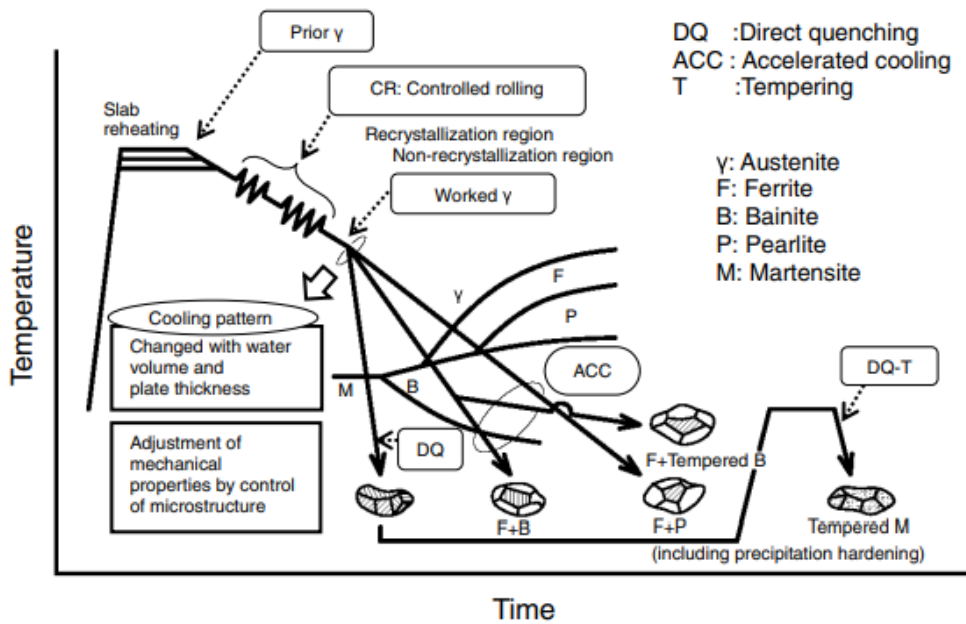 Prior γ
DQ :Direct quenching
ACC : Accelerated cooling
T :Tempering
CR: Controlled rolling
Slab
reheating
Recrystallization region
Non-recrystallization region
Worked γ
γ: Austenite
F: Ferrite
B: Bainite
P: Pearlite
M: Martensite
Temperature
Cooling pattern
Changed with water
volume and
plate thickness
Adjustment of
mechanical
properties by control
of microstructure
γ
F
P
M
B
ACC
DQ
DQ-T
F+Tempered B
F+B
F+P
Tempered M
(including precipitation hardening)
Time